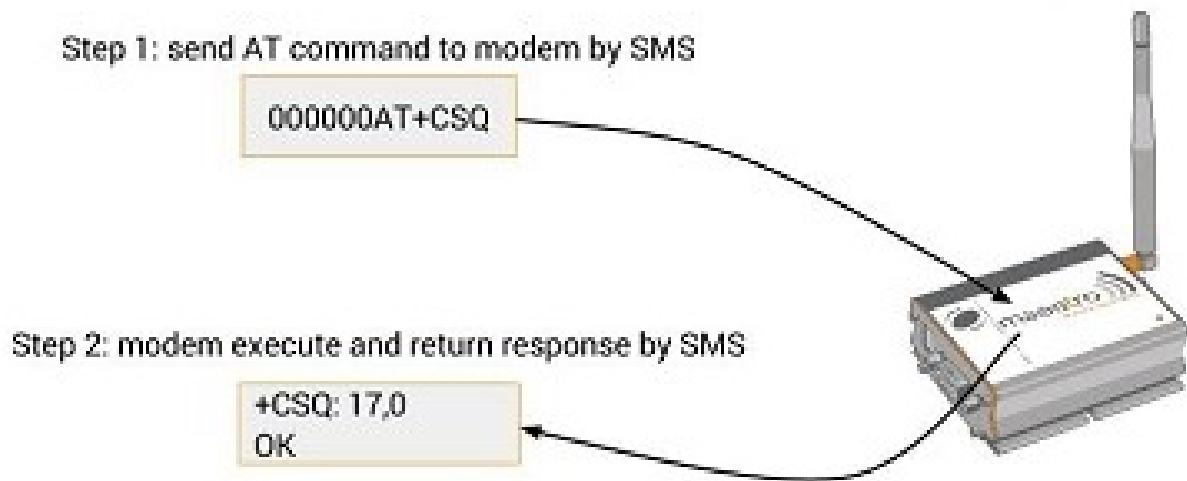 Step 1: send AT command to modem by SMS
000000AT+CSQ
maestro
Step 2: modem execute and return response by SMS
+CSQ: 17,0
OK